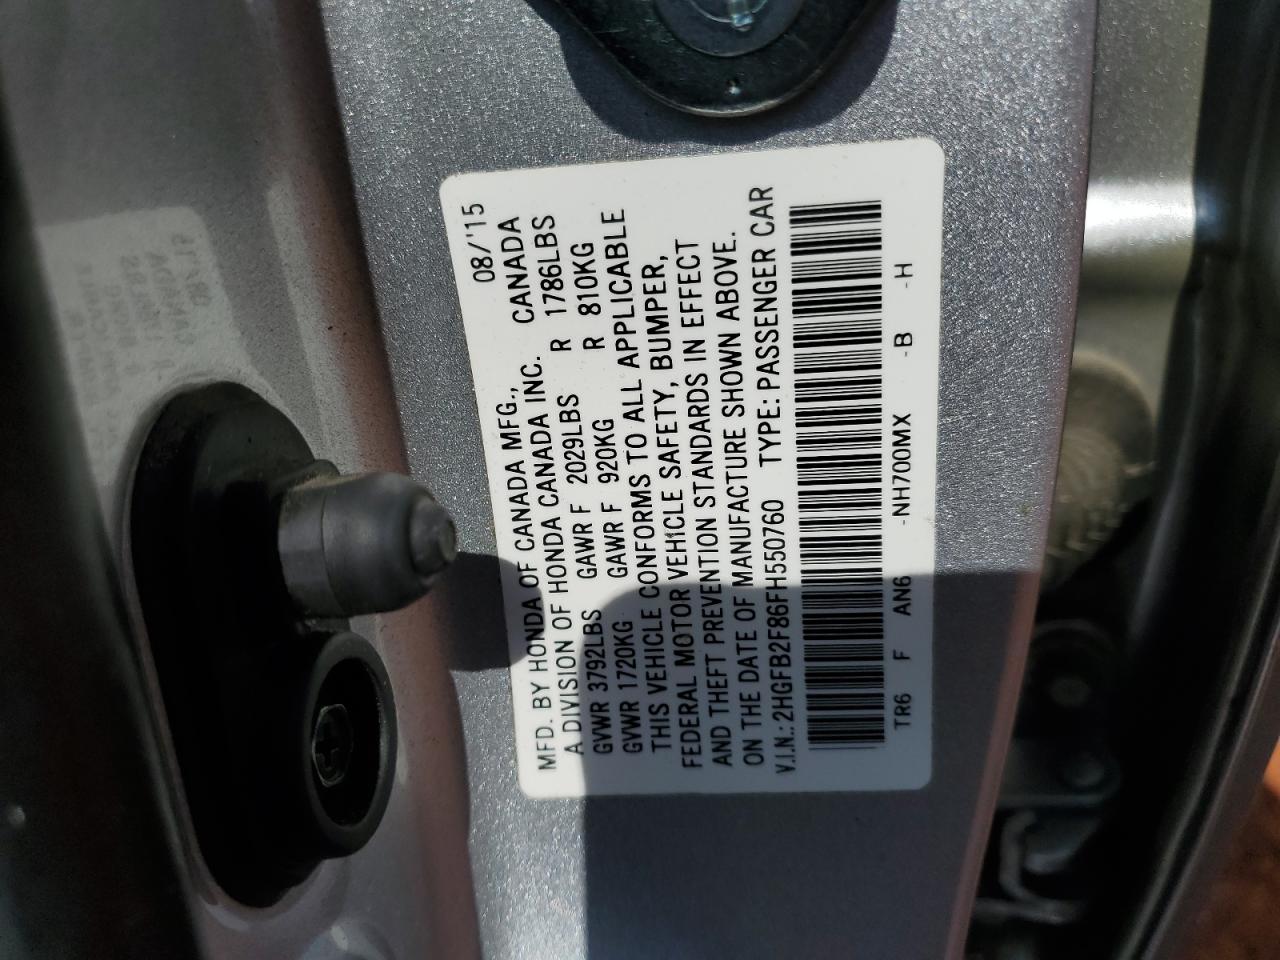 08/'15
MFD. BY HONDA OF CANADA MFG.,
A DIVISION OF HONDA CANADA INC. CANADA
GVWR 3792LBS GAWR F 2029LBS R 1786LBS
GVWR 1720KG GAWR F 920KG R 810KG
THIS VEHICLE CONFORMS TO ALL APPLICABLE
FEDERAL MOTOR VEHICLE SAFETY, BUMPER,
AND THEFT PREVENTION STANDARDS IN EFFECT
ON THE DATE OF MANUFACTURE SHOWN ABOVE.
V.I.N.: 2HGFB2F86FH550760 TYPE: PASSENGER CAR
TR6 F AN6 -NH700MX -B -H